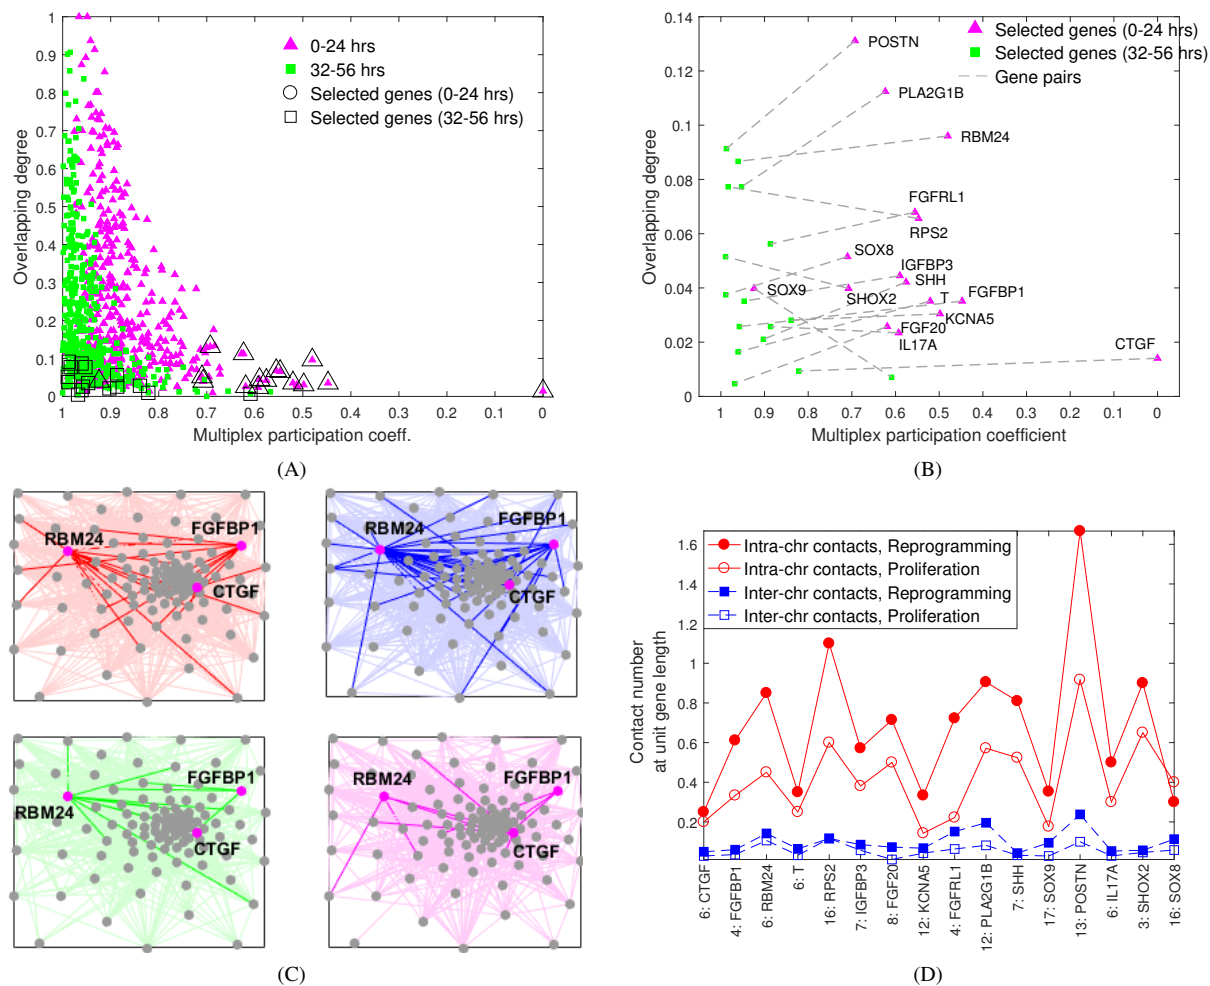 1
0.9
0.8
0.7
0.6
0.5
0.4
0.3
0.2
0.1
0
Overlapping degree
0-24 hrs
32-56 hrs
Selected genes (0-24 hrs)
Selected genes (32-56 hrs)
1 0.9 0.8 0.7 0.6 0.5 0.4 0.3 0.2 0.1 0
Multiplex participation coeff.
(A)
0.14
0.12
0.1
0.08
0.06
0.04
0.02
0
Overlapping degree
Selected genes (0-24 hrs)
Selected genes (32-56 hrs)
Gene pairs
POSTN
PLA2G1B
RBM24
FGFRL1
RPS2
SOX8
IGFBP3
SHH
SOX9
SHOX2
T
FGFBP1
KCNA5
FGF20
IL17A
CTGF
1 0.9 0.8 0.7 0.6 0.5 0.4 0.3 0.2 0.1 0
Multiplex participation coefficient
(B)
RBM24
FGFBP1
CTGF
RBM24
FGFBP1
CTGF
RBM24
FGFBP1
CTGF
RBM24
FGFBP1
CTGF
(C)
Intra-chr contacts, Reprogramming
Intra-chr contacts, Proliferation
Inter-chr contacts, Reprogramming
Inter-chr contacts, Proliferation
1.6
1.4
1.2
1
0.8
0.6
0.4
0.2
Contact number
at unit gene length
6: CTGF
4: FGFBP1
6: RBM24
6: T
16: RPS2
7: IGFBP3
8: FGF20
12: KCNA5
4: FGFRL1
12: PLA2G1B
7: SHH
17: SOX9
13: POSTN
6: IL17A
3: SHOX2
16: SOX8
(D)